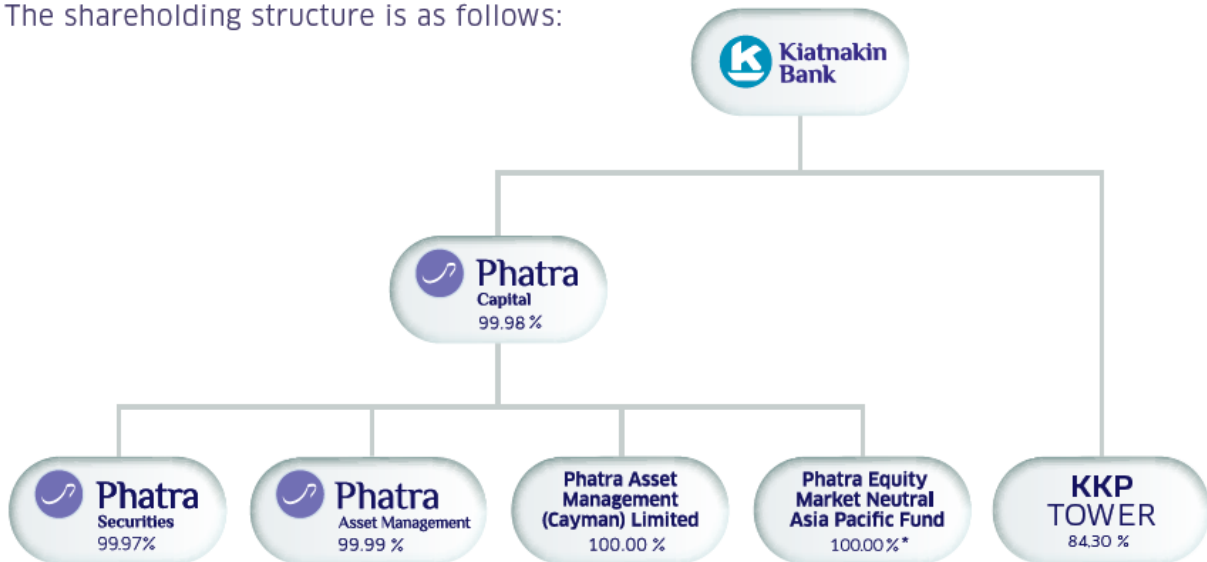 The shareholding structure is as follows:
K
Kiatnakin
Bank
Phatra
Capital
99.98 %
Phatra
Securities
99.97%
Phatra
Asset Management
99.99 %
Phatra Asset
Management
(Cayman) Limited
100.00 %
Phatra Equity
Market Neutral
Asia Pacific Fund
100.00%*
KKP
TOWER
84.30 %